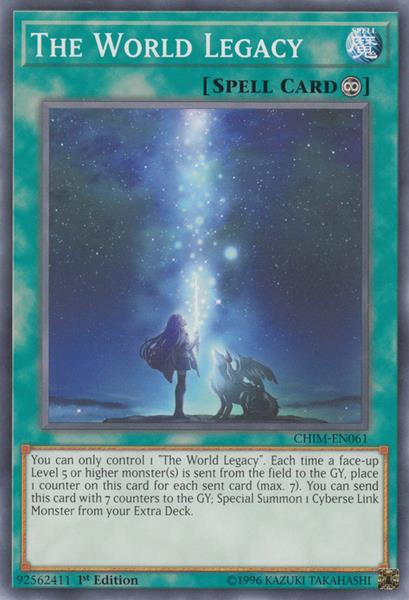 THE WORLD LEGACY
SPELL
魔
[SPELL CARD∞]
CHIM-EN061
You can only control 1 "The World Legacy". Each time a face-up
Level 5 or higher monster(s) is sent from the field to the GY, place
1 counter on this card for each sent card (max. 7). You can send
this card with 7 counters to the GY; Special Summon 1 Cyberse Link
Monster from your Extra Deck.
92562411 1st Edition
©1996 KAZUKI TAKAHASHI